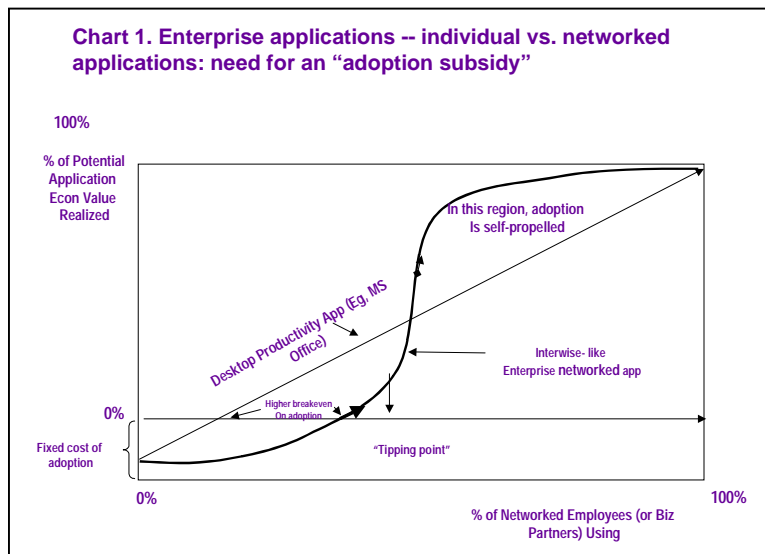 Chart 1. Enterprise applications -- individual vs. networked
applications: need for an “adoption subsidy”
100%
% of Potential
Application
Econ Value
Realized
In this region, adoption
Is self-propelled
Desktop Productivity App (Eg, MS
Office)
Interwise- like
Enterprise networked app
Higher breakeven
On adoption
0%
Fixed cost of
adoption
“Tipping point”
0%
100%
% of Networked Employees (or Biz
Partners) Using